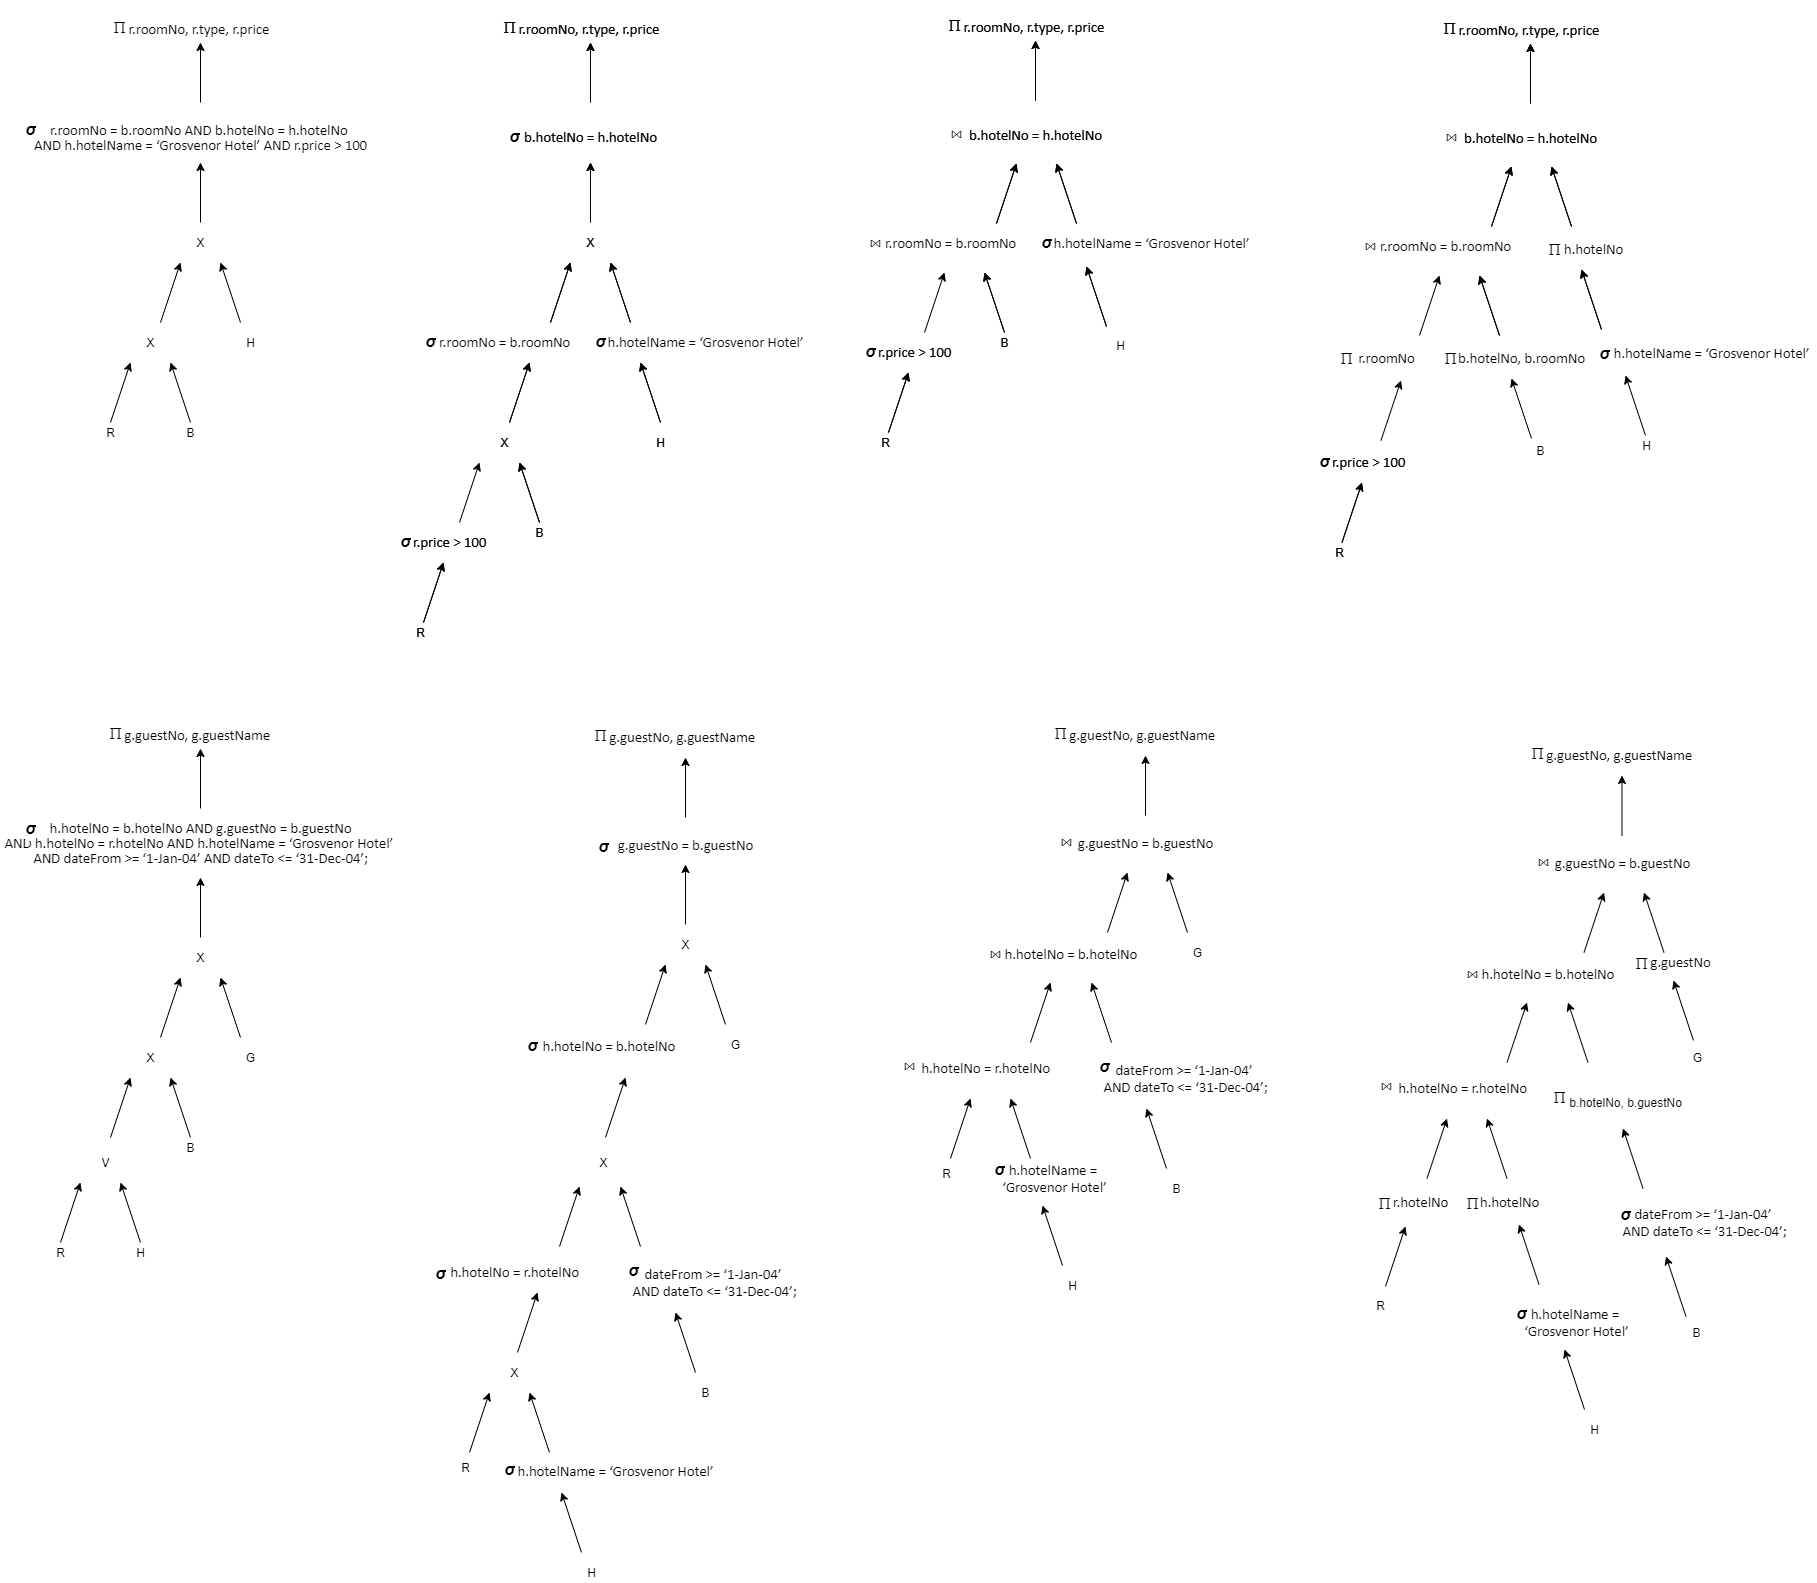 ∏ r.roomNo, r.type, r.price
σ r.roomNo = b.roomNo AND b.hotelNo = h.hotelNo
AND h.hotelName = ‘Grosvenor Hotel’ AND r.price > 100
X
X
H
R
B
∏ r.roomNo, r.type, r.price
σ b.hotelNo = h.hotelNo
X
σ r.roomNo = b.roomNo
σ h.hotelName = ‘Grosvenor Hotel’
X
H
σ r.price > 100
B
R
∏ r.roomNo, r.type, r.price
⋈ b.hotelNo = h.hotelNo
⋈ r.roomNo = b.roomNo
σ h.hotelName = ‘Grosvenor Hotel’
σ r.price > 100
B
H
R
∏ r.roomNo, r.type, r.price
⋈ b.hotelNo = h.hotelNo
⋈ r.roomNo = b.roomNo
∏ h.hotelNo
∏ r.roomNo
∏ b.hotelNo, b.roomNo
σ h.hotelName = ‘Grosvenor Hotel’
σ r.price > 100
B
H
R
∏ g.guestNo, g.guestName
σ h.hotelNo = b.hotelNo AND g.guestNo = b.guestNo
AND h.hotelNo = r.hotelNo AND h.hotelName = ‘Grosvenor Hotel’
AND dateFrom >= ‘1-Jan-04’ AND dateTo <= ‘31-Dec-04’;
X
X
G
V
B
R
H
∏ g.guestNo, g.guestName
σ g.guestNo = b.guestNo
X
σ h.hotelNo = b.hotelNo
G
X
σ h.hotelNo = r.hotelNo
σ dateFrom >= ‘1-Jan-04’
AND dateTo <= ‘31-Dec-04’;
X
B
R
σ h.hotelName = ‘Grosvenor Hotel’
H
∏ g.guestNo, g.guestName
⋈ g.guestNo = b.guestNo
⋈ h.hotelNo = b.hotelNo
G
⋈ h.hotelNo = r.hotelNo
σ dateFrom >= ‘1-Jan-04’
AND dateTo <= ‘31-Dec-04’;
R
σ h.hotelName =
‘Grosvenor Hotel’
B
H
∏ g.guestNo, g.guestName
⋈ g.guestNo = b.guestNo
⋈ h.hotelNo = b.hotelNo
∏ g.guestNo
G
⋈ h.hotelNo = r.hotelNo
∏ b.hotelNo, b.guestNo
∏ r.hotelNo
∏ h.hotelNo
σ dateFrom >= ‘1-Jan-04’
AND dateTo <= ‘31-Dec-04’;
R
σ h.hotelName =
‘Grosvenor Hotel’
B
H